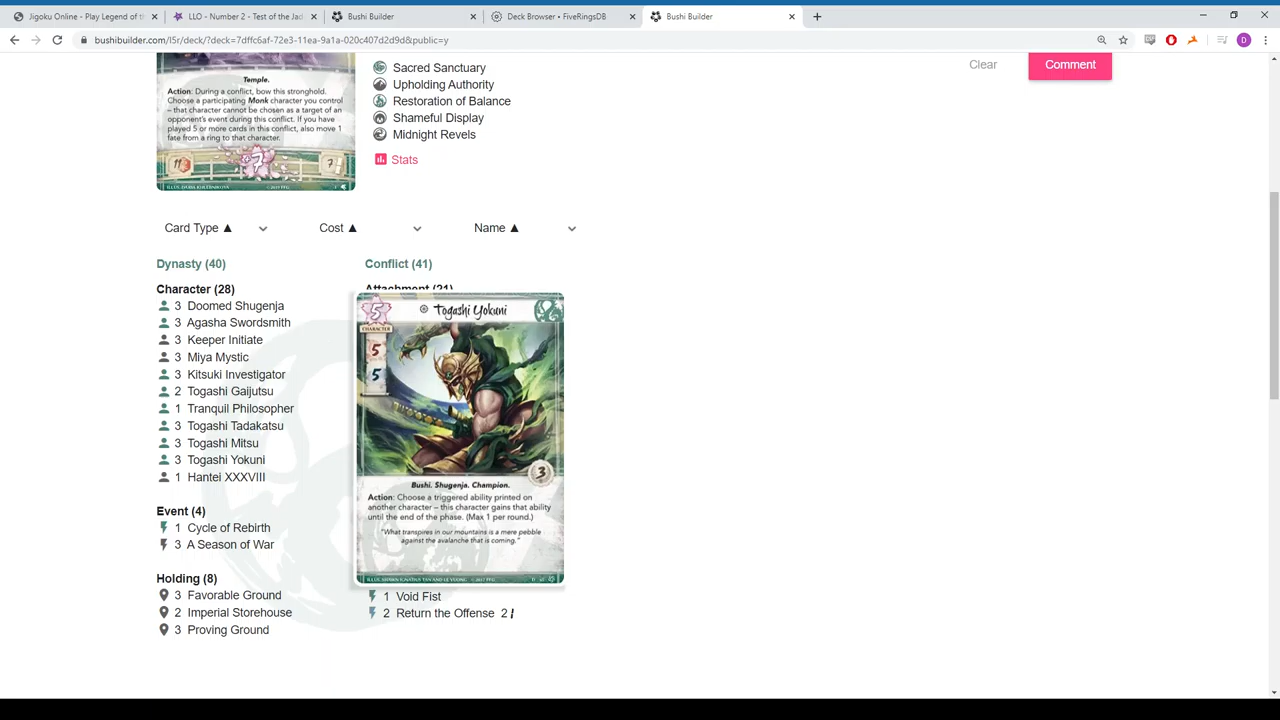 Jigoku Online - Play Legend of th
LLO - Number 2 - Test of the Jad
Bushi Builder
Deck Browser • FiveRingsDB
Bushi Builder
bushibuilder.com/l5r/deck/?deck=7dffc6af-72e3-11ea-9a1a-020c407d2d9d&public=y
D
Temple.
Action: During a conflict, bow this stronghold.
Choose a participating Monk character you control
– that character cannot be chosen as a target of an
opponent's event during this conflict. If you have
played 5 or more cards in this conflict, also move 1
fate from a ring to that character.
11
+7
7
Sacred Sanctuary
Upholding Authority
Restoration of Balance
Shameful Display
Midnight Revels
Stats
Clear
Comment
Card Type ▲
Cost ▲
Name ▲
Dynasty (40)
Character (28)
3 Doomed Shugenja
3 Agasha Swordsmith
3 Keeper Initiate
3 Miya Mystic
3 Kitsuki Investigator
2 Togashi Gaijutsu
1 Tranquil Philosopher
3 Togashi Tadakatsu
3 Togashi Mitsu
3 Togashi Yokuni
1 Hantei XXXVIII
Event (4)
1 Cycle of Rebirth
3 A Season of War
Holding (8)
3 Favorable Ground
2 Imperial Storehouse
3 Proving Ground
Conflict (41)
Attachment (21)
5
Togashi Yokuni
CHARACTER
5
5
3
Bushi. Shugenja. Champion.
Action: Choose a triggered ability printed on
another character – this character gains that ability
until the end of the phase. (Max 1 per round.)
"What transpires in our mountains is a mere pebble
against the avalanche that is coming."
1 Void Fist
2 Return the Offense 2